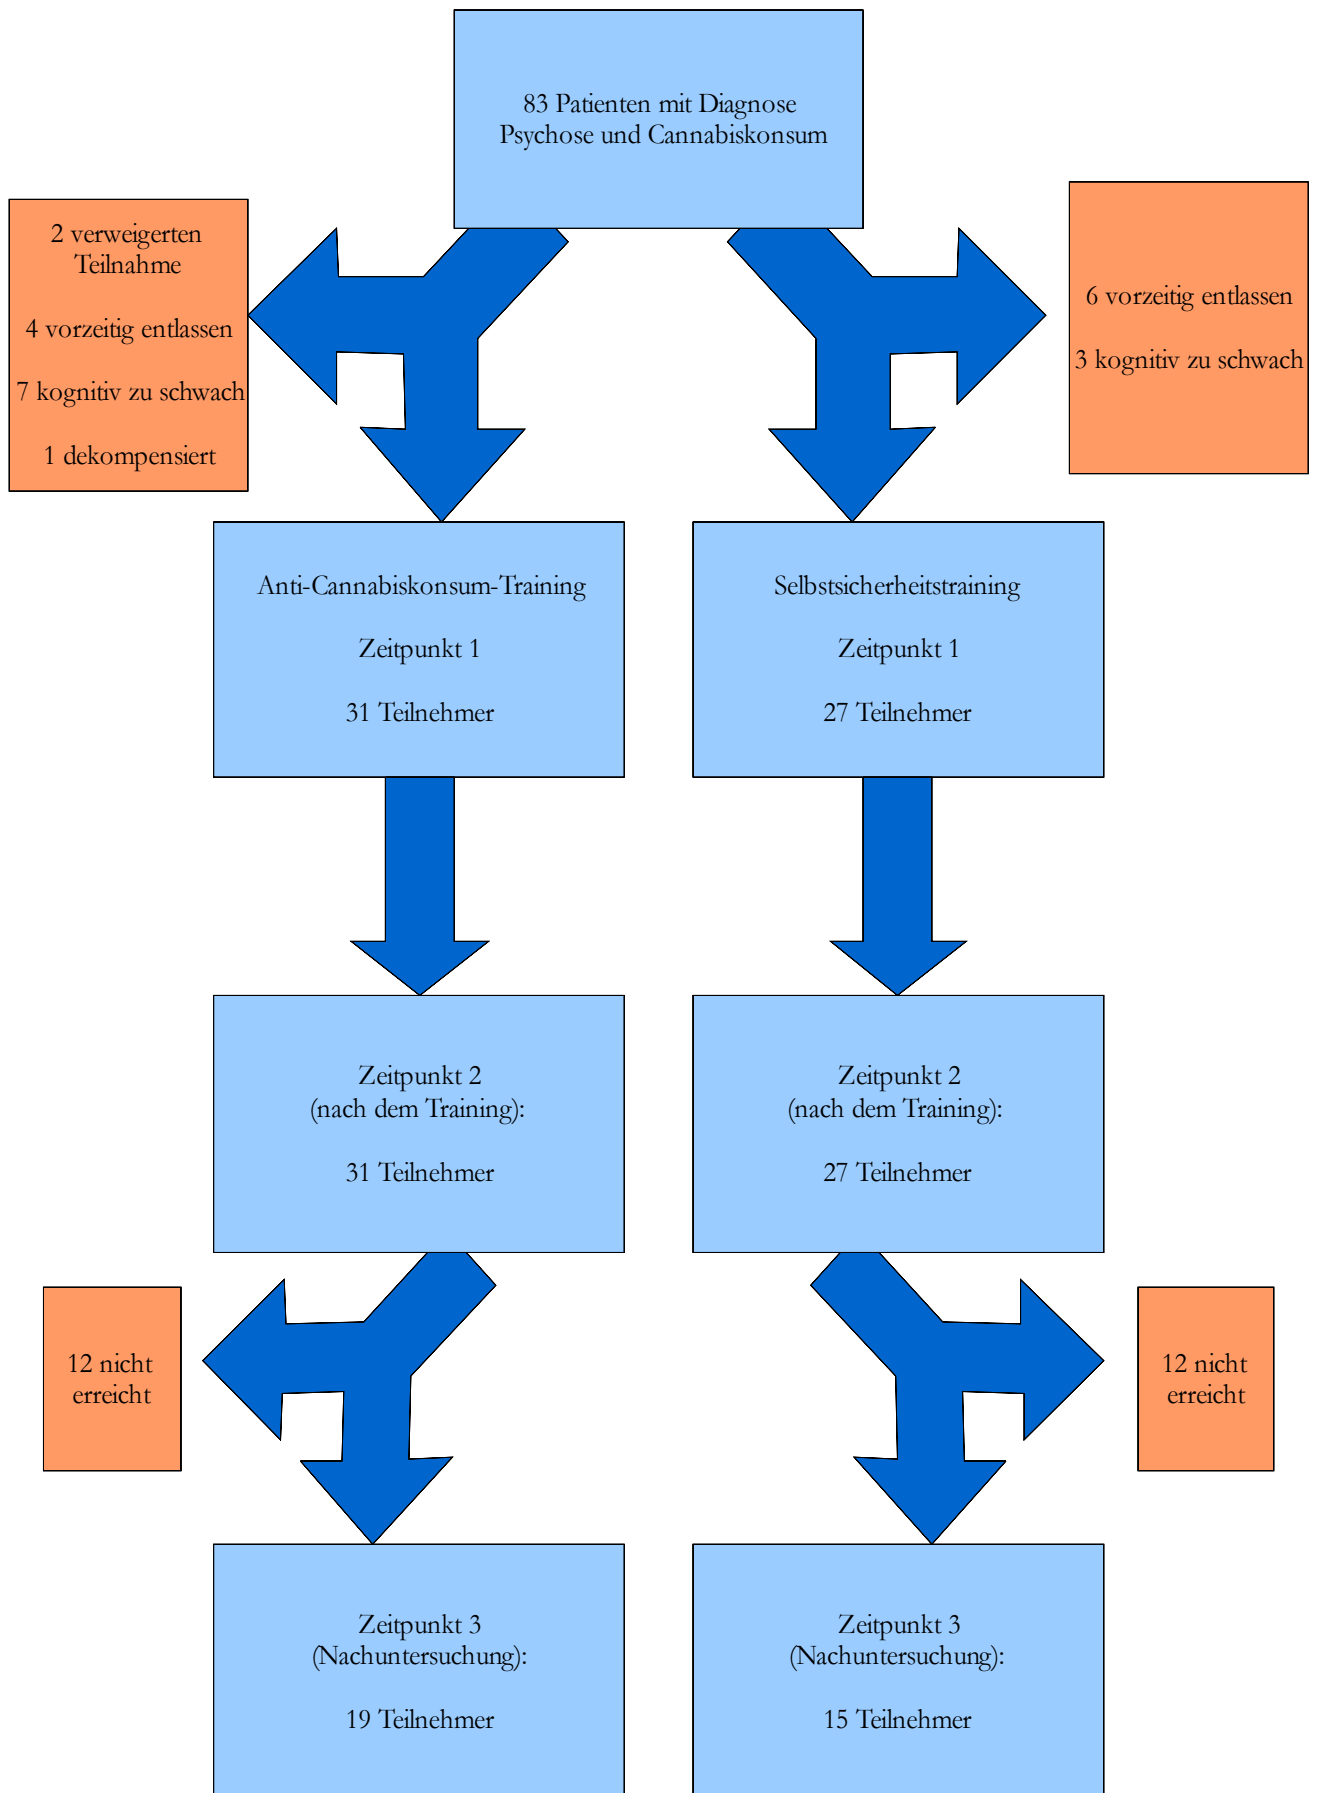 83 Patienten mit Diagnose
Psychose und Cannabiskonsum
2 verweigerten
Teilnahme
4 vorzeitig entlassen
7 kognitiv zu schwach
1 dekompensiert
6 vorzeitig entlassen
3 kognitiv zu schwach
Anti-Cannabiskonsum-Training
Zeitpunkt 1
31 Teilnehmer
Selbstsicherheitstraining
Zeitpunkt 1
27 Teilnehmer
Zeitpunkt 2
(nach dem Training):
31 Teilnehmer
Zeitpunkt 2
(nach dem Training):
27 Teilnehmer
12 nicht
erreicht
12 nicht
erreicht
Zeitpunkt 3
(Nachuntersuchung):
19 Teilnehmer
Zeitpunkt 3
(Nachuntersuchung):
15 Teilnehmer